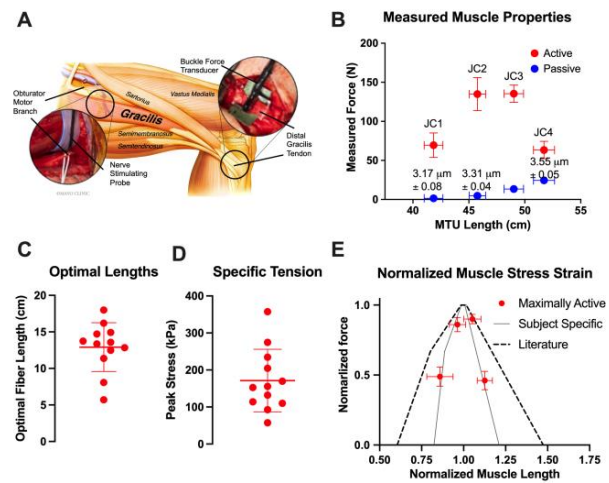 A
Buckle Force
Transducer
Obturator
Motor
Branch
Sartorius
Vastus Medialis
Gracilis
Semimembranosus
Semitendinosus
Nerve
Stimulating
Probe
Distal
Gracilis
Tendon
B
Measured Muscle Properties
Active
Passive
Measured Force (N)
200
150
100
50
0
JC1
JC2
JC3
JC4
3.17 μm
± 0.08
3.31 μm
± 0.04
3.55 μm
± 0.05
40
45
50
55
MTU Length (cm)
C
Optimal Lengths
Optimal Fiber Length (cm)
20
15
10
5
0
D
Specific Tension
Peak Stress (kPa)
400
300
200
100
0
E
Normalized Muscle Stress Strain
Maximally Active
Subject Specific
Literature
Nomarlized force
1.0
0.5
0.0
0.50
0.75
1.00
1.25
1.75
Normalized Muscle Length